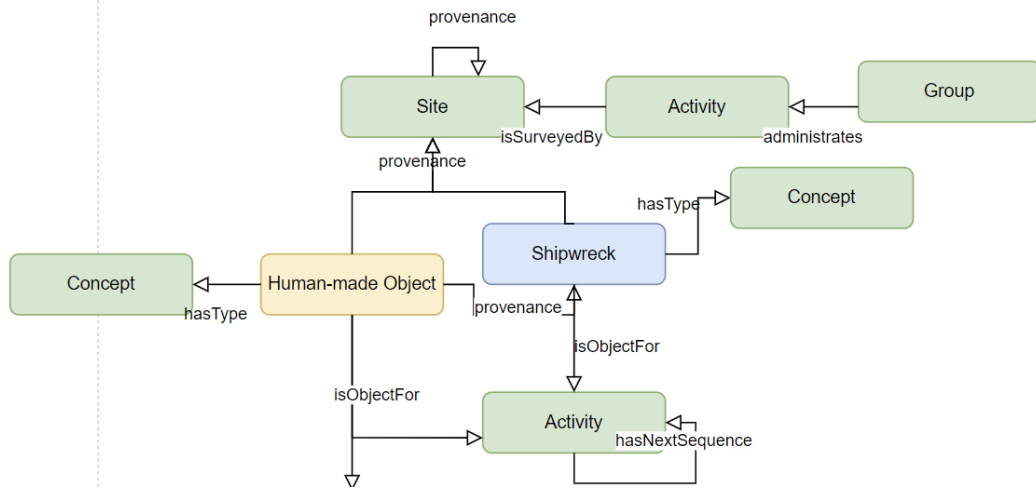 provenance
Group
Site
Activity
isSurveyedBy
administrates
provenance
Concept
hasType
Shipwreck
Concept
Human-made Object
hasType
provenance
isObjectFor
isObjectFor
Activity
hasNextSequence